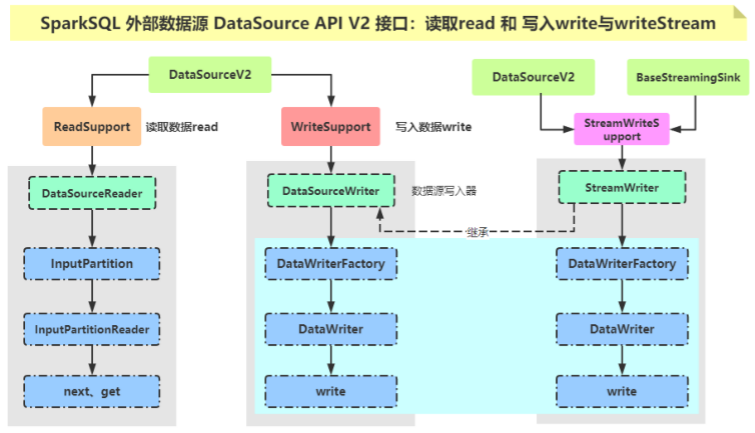 SparkSQL 外部数据源 DataSource API V2 接口：读取read 和 写入write与writeStream
DataSourceV2
DataSourceV2
BaseStreamingSink
ReadSupport
读取数据read
WriteSupport
写入数据write
StreamWriteS
upport
DataSourceReader
DataSourceWriter
数据源写入器
StreamWriter
继承
InputPartition
DataWriterFactory
DataWriterFactory
InputPartitionReader
DataWriter
DataWriter
next、get
write
write